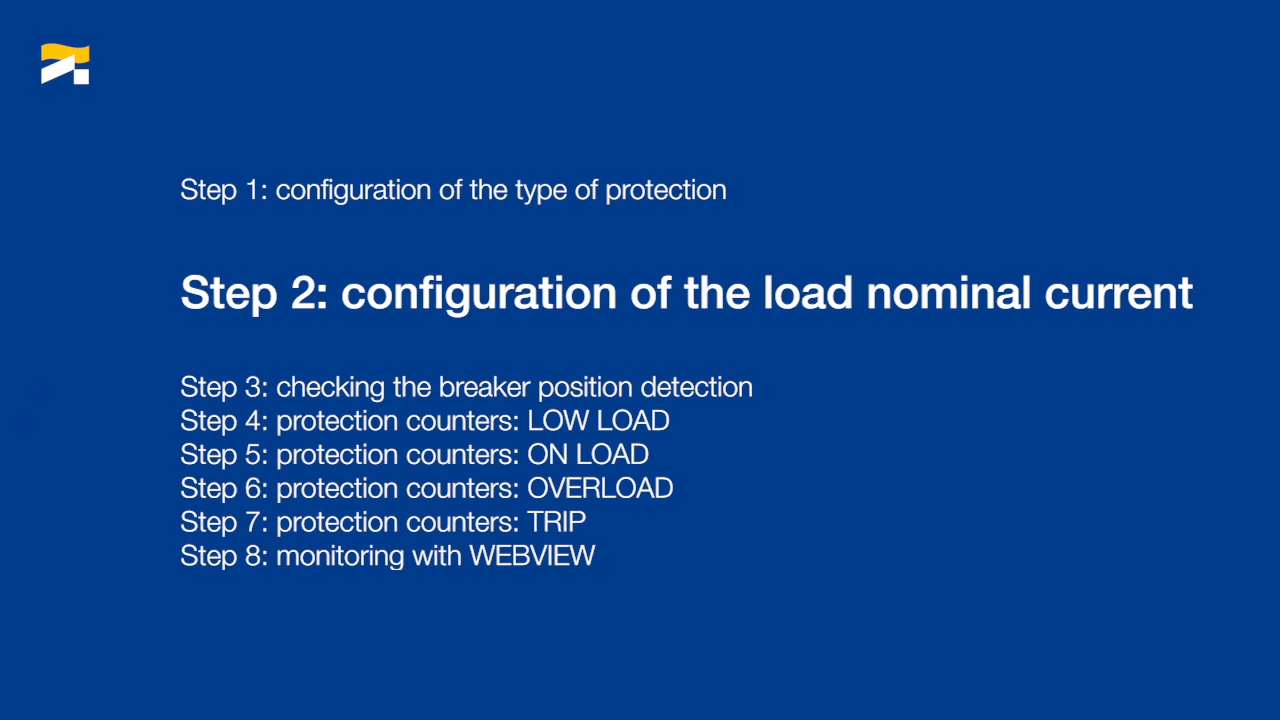 Step 1: configuration of the type of protection
Step 2: configuration of the load nominal current
Step 3: checking the breaker position detection
Step 4: protection counters: LOW LOAD
Step 5: protection counters: ON LOAD
Step 6: protection counters: OVERLOAD
Step 7: protection counters: TRIP
Step 8: monitoring with WEBVIEW